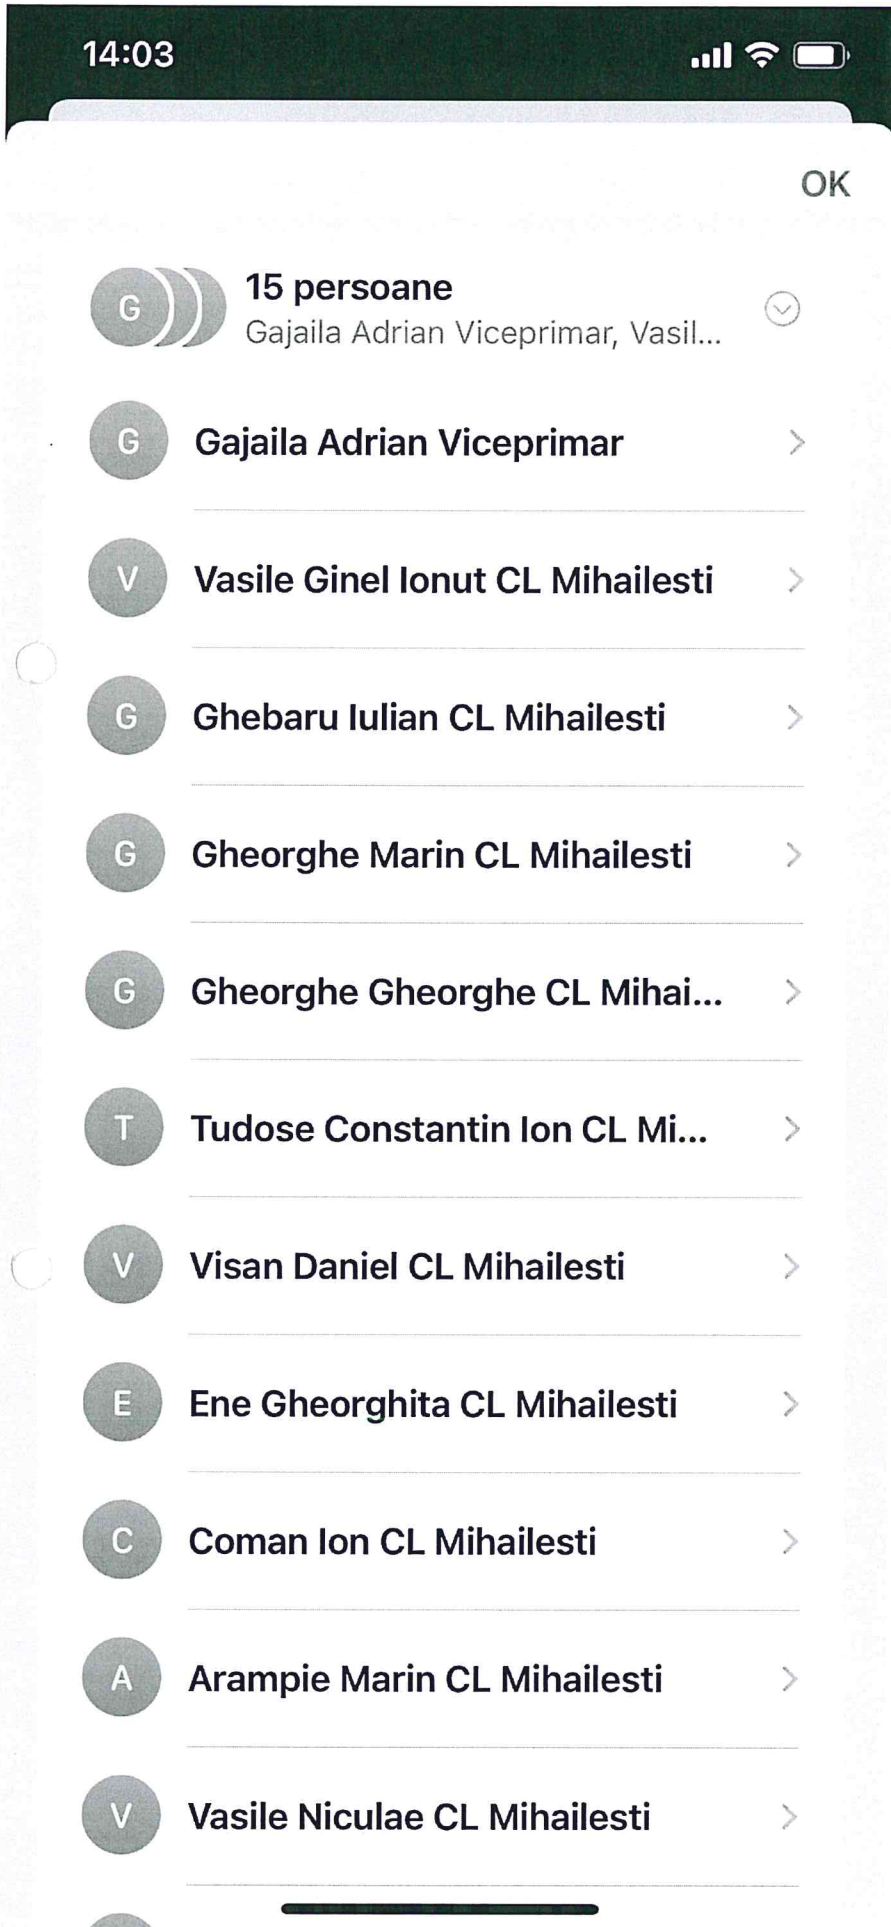 14:03
OK
G
15 persoane
Gajaila Adrian Viceprimar, Vasil...
G
Gajaila Adrian Viceprimar
V
Vasile Ginel Ionut CL Mihailesti
G
Ghebaru Iulian CL Mihailesti
G
Gheorghe Marin CL Mihailesti
G
Gheorghe Gheorghe CL Mihai...
T
Tudose Constantin Ion CL Mi...
V
Visan Daniel CL Mihailesti
E
Ene Gheorghita CL Mihailesti
C
Coman Ion CL Mihailesti
A
Arampie Marin CL Mihailesti
V
Vasile Niculae CL Mihailesti